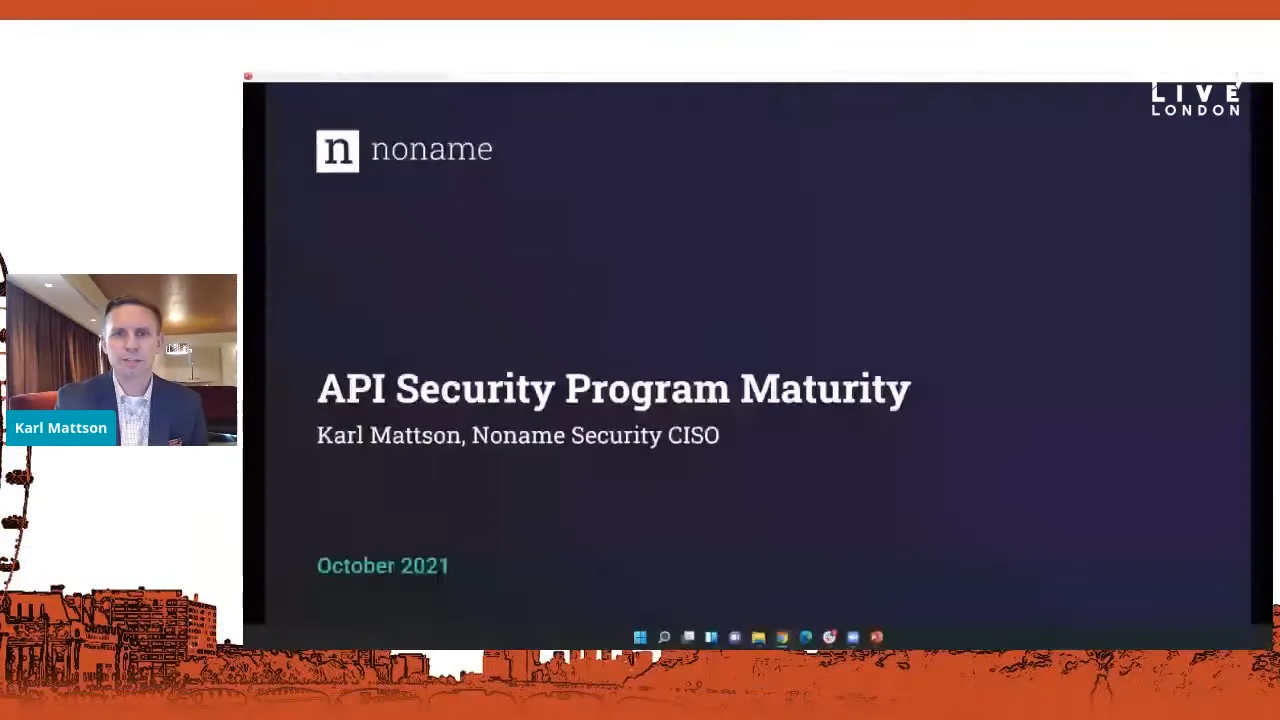 LIVE
LONDON
n noname
API Security Program Maturity
Karl Mattson, Noname Security CISO
October 2021
Karl Mattson